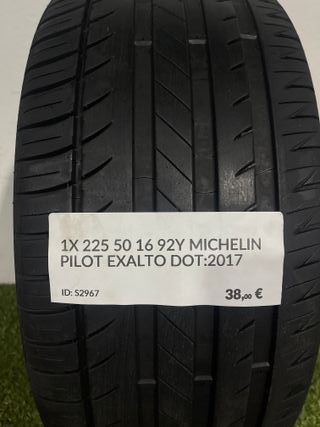 1X 225 50 16 92Y MICHELIN
PILOT EXALTO DOT:2017
ID: S2967 38,00 €